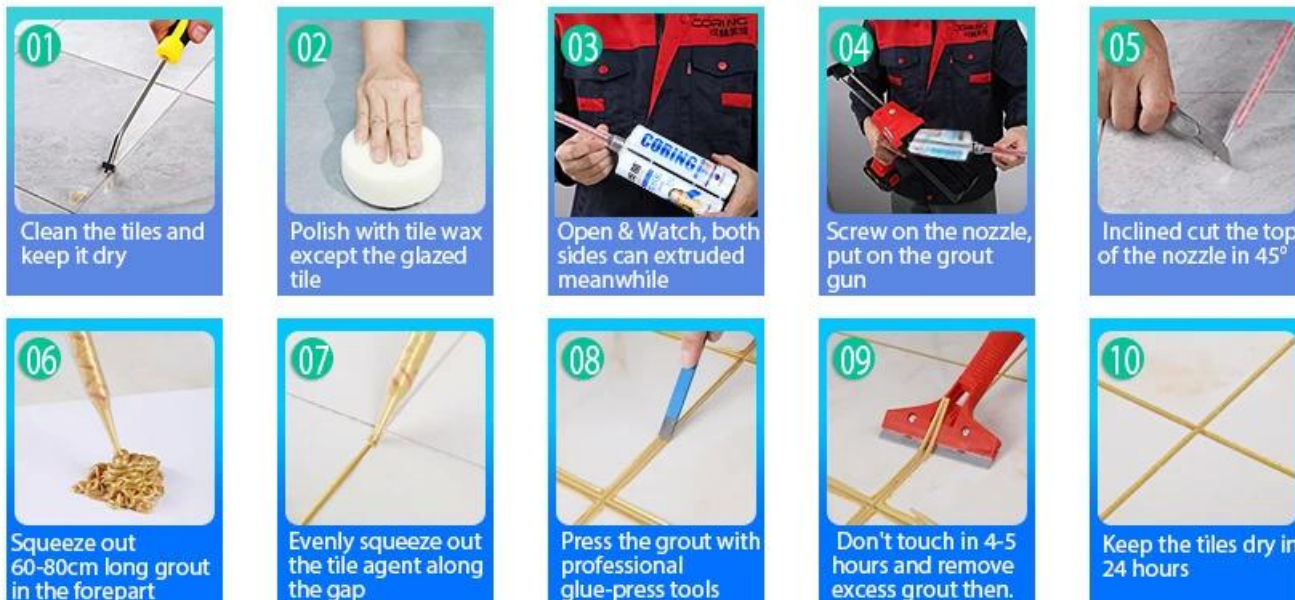 01
Clean the tiles and
keep it dry
02
Polish with tile wax
except the glazed
tile
03
CORING
CORING
Open & Watch, both
sides can extruded
meanwhile
04
CORING
Screw on the nozzle,
put on the grout
gun
05
Inclined cut the top
of the nozzle in 45°
06
Squeeze out
60-80cm long grout
in the forepart
07
Evenly squeeze out
the tile agent along
the gap
08
Press the grout with
professional
glue-press tools
09
Don't touch in 4-5
hours and remove
excess grout then.
10
Keep the tiles dry in
24 hours